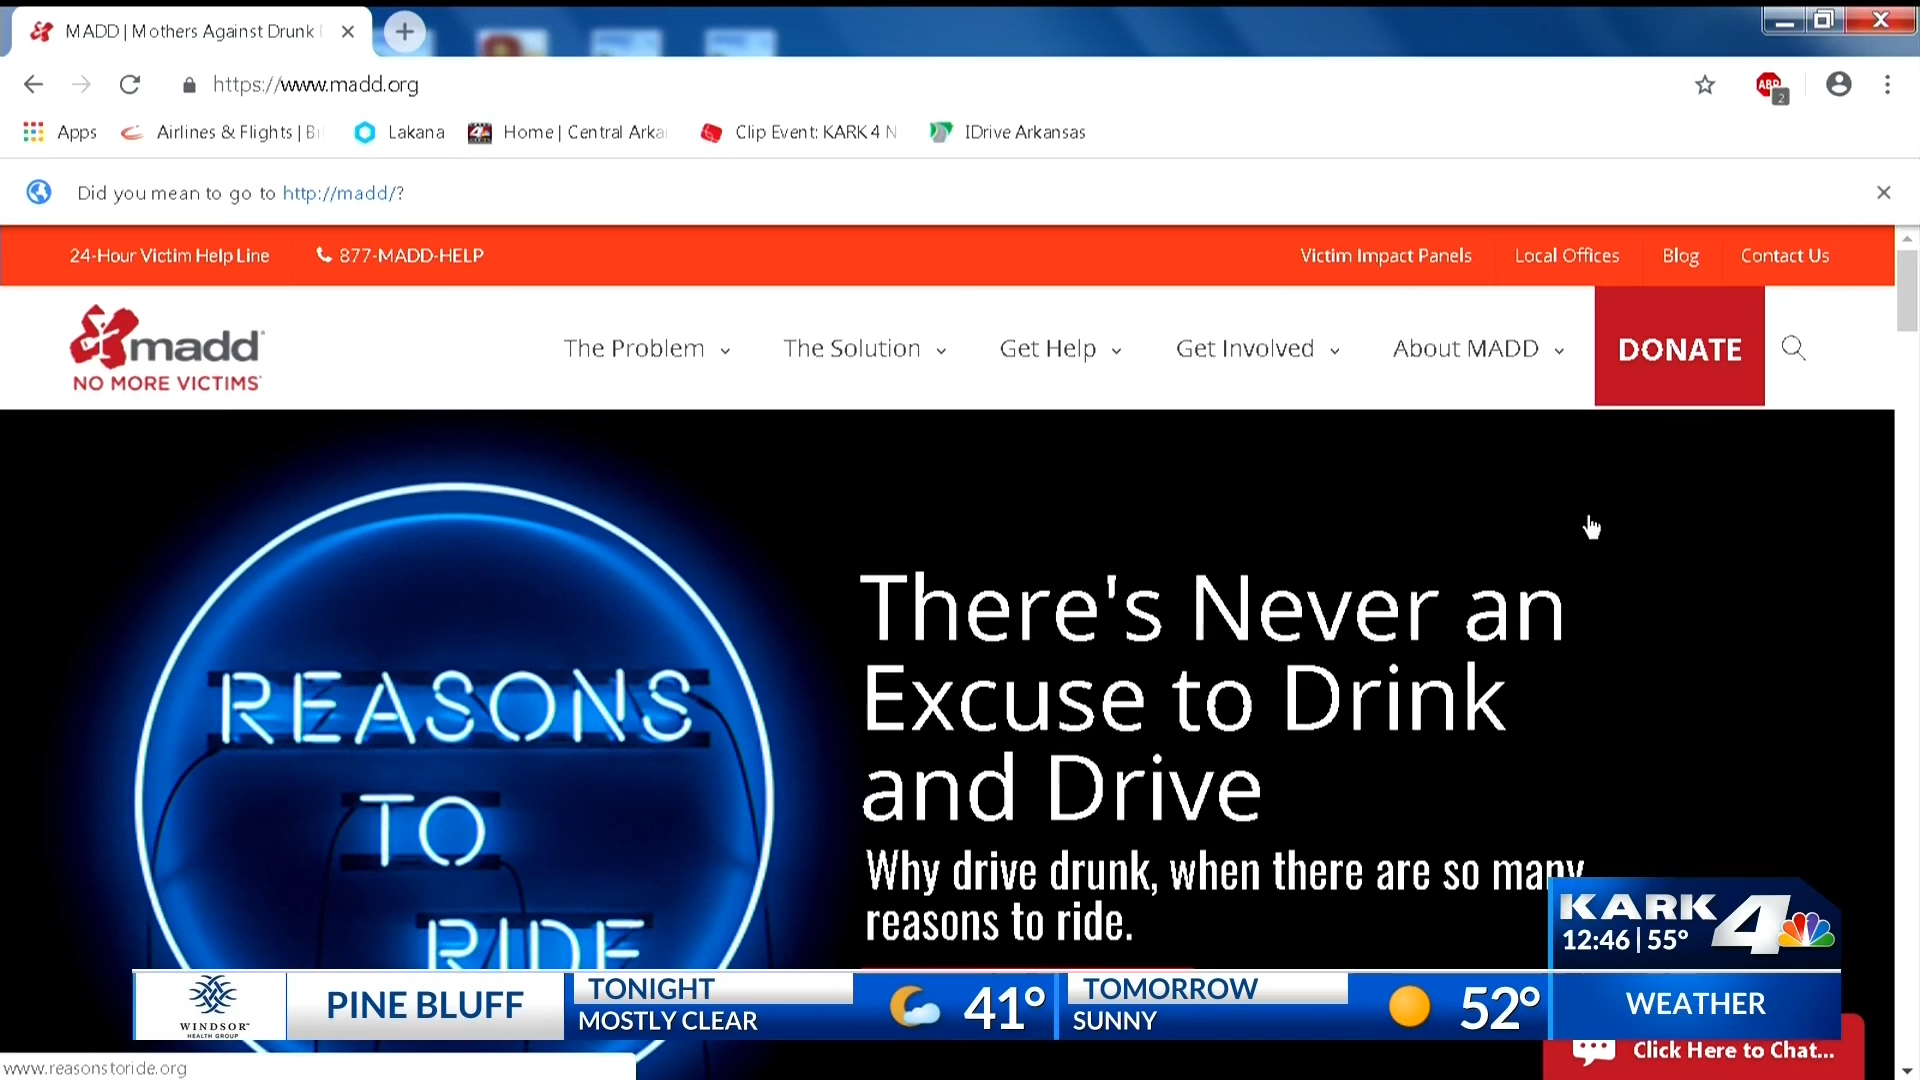 MADD | Mothers Against Drunk
https://www.madd.org
ABP
2
Apps
Airlines & Flights | B
Lakana
Home | Central Arka
Clip Event: KARK 4 N
IDrive Arkansas
Did you mean to go to http://madd/?
24-Hour Victim Help Line
877-MADD-HELP
Victim Impact Panels
Local Offices
Blog
Contact Us
madd
NO MORE VICTIMS
The Problem
The Solution
Get Help
Get Involved
About MADD
DONATE
REASONS
TO
RIDE
There's Never an
Excuse to Drink
and Drive
Why drive drunk, when there are so many
reasons to ride.
KARK 4
12:46 | 55°
WINDSOR
HEALTH GROUP
PINE BLUFF
TONIGHT
MOSTLY CLEAR
41°
TOMORROW
SUNNY
52°
WEATHER
Click Here to Chat...
www.reasonstoride.org